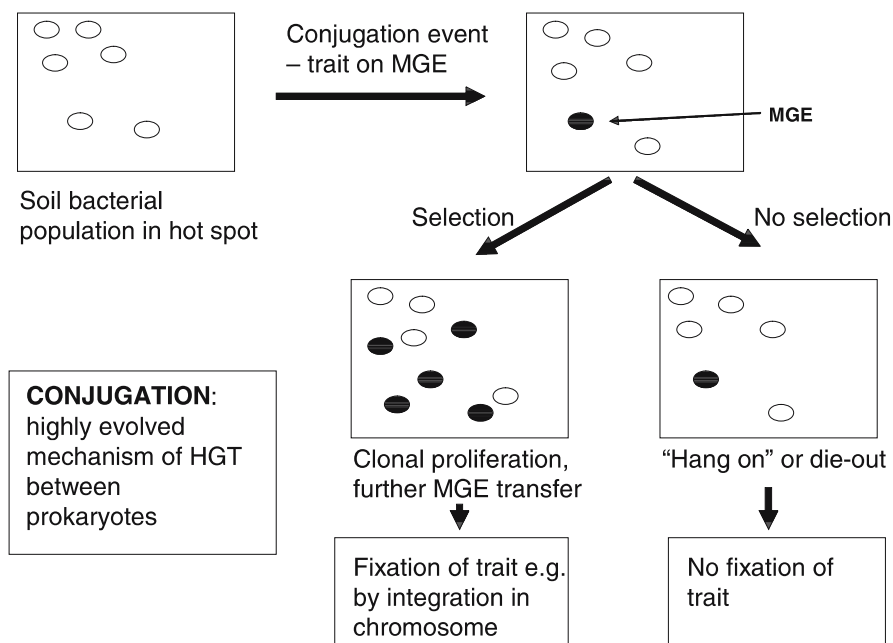 Conjugation event
– trait on MGE
MGE
Soil bacterial
population in hot spot
Selection
No selection
CONJUGATION:
highly evolved
mechanism of HGT
between
prokaryotes
Clonal proliferation,
further MGE transfer
“Hang on” or die-out
Fixation of trait e.g.
by integration in
chromosome
No fixation of
trait